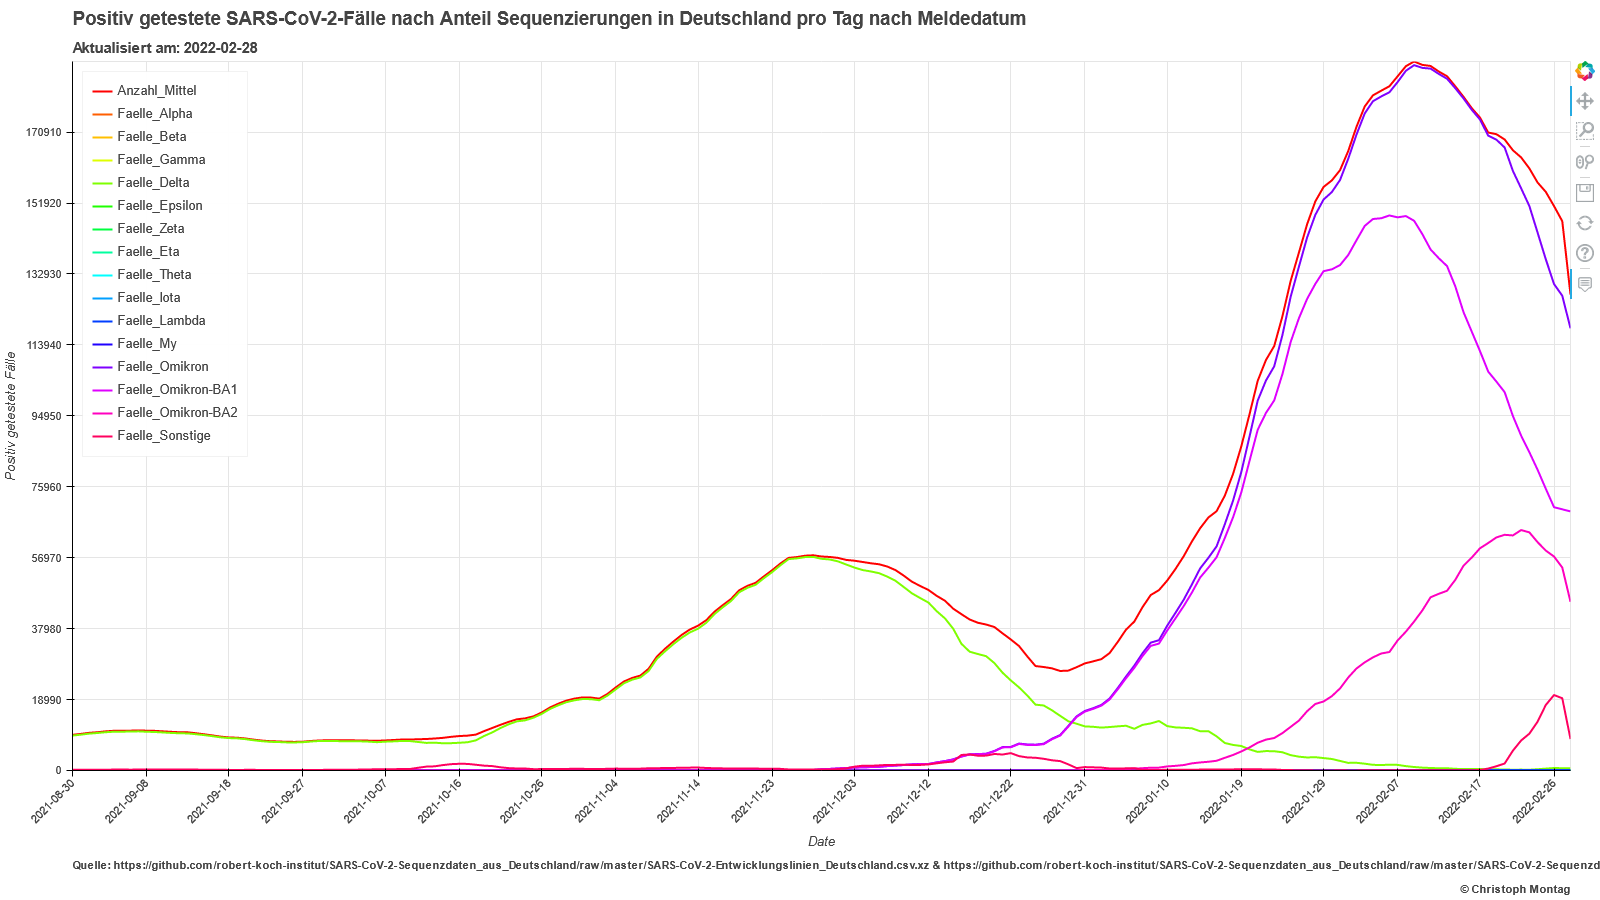 Positiv getestete SARS-CoV-2-Fälle nach Anteil Sequenzierungen in Deutschland pro Tag nach Meldedatum
Aktualisiert am: 2022-02-28
Anzahl_Mittel
Faelle_Alpha
Faelle_Beta
Faelle_Gamma
Faelle_Delta
Faelle_Epsilon
Faelle_Zeta
Faelle_Eta
Faelle_Theta
Faelle_Iota
Faelle_Lambda
Faelle_My
Faelle_Omikron
Faelle_Omikron-BA1
Faelle_Omikron-BA2
Faelle_Sonstige
170910
151920
132930
113940
94950
75960
56970
37980
18990
0
Positiv getestete Fälle
2021-08-30
2021-09-08
2021-09-18
2021-09-27
2021-10-07
2021-10-16
2021-10-26
2021-11-04
2021-11-14
2021-11-23
2021-12-03
2021-12-12
2021-12-22
2021-12-31
2022-01-10
2022-01-19
2022-01-29
2022-02-07
2022-02-17
2022-02-26
Date
Quelle: https://github.com/robert-koch-institut/SARS-CoV-2-Sequenzdaten_aus_Deutschland/raw/master/SARS-CoV-2-Entwicklungslinien_Deutschland.csv.xz & https://github.com/robert-koch-institut/SARS-CoV-2-Sequenzdaten_aus_Deutschland/raw/master/SARS-CoV-2-Sequenzd
© Christoph Montag